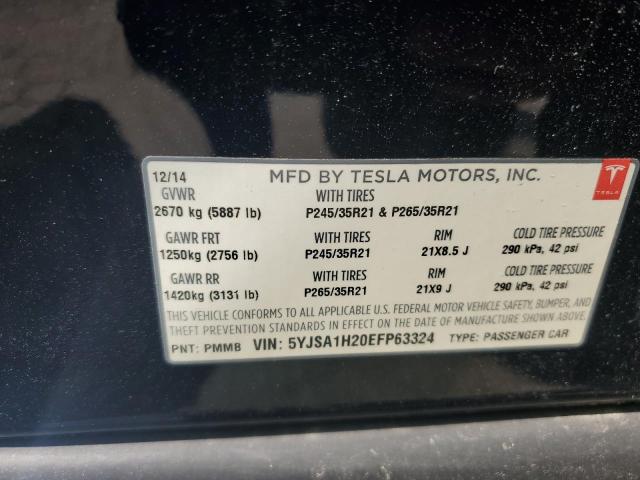 12/14 MFD BY TESLA MOTORS, INC.
GVWR WITH TIRES
2670 kg (5887 lb) P245/35R21 & P265/35R21
TESLA
GAWR FRT WITH TIRES RIM COLD TIRE PRESSURE
1250kg (2756 lb) P245/35R21 21X8.5 J 290 kPa, 42 psi
GAWR RR WITH TIRES RIM COLD TIRE PRESSURE
1420kg (3131 lb) P265/35R21 21X9 J 290 kPa, 42 psi
THIS VEHICLE CONFORMS TO ALL APPLICABLE U.S. FEDERAL MOTOR VEHICLE SAFETY, BUMPER, AND
THEFT PREVENTION STANDARDS IN EFFECT ON THE DATE OF MANUFACTURE SHOWN ABOVE.
PNT: PMMB VIN: 5YJSA1H20EFP63324 TYPE: PASSENGER CAR